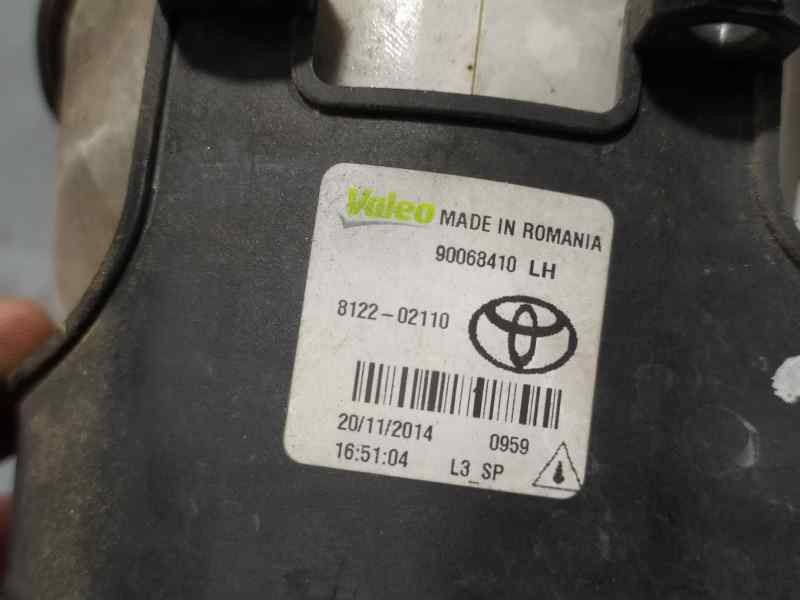 Valeo MADE IN ROMANIA
90068410 LH
8122-02110
20/11/2014 0959
16:51:04 L3_SP